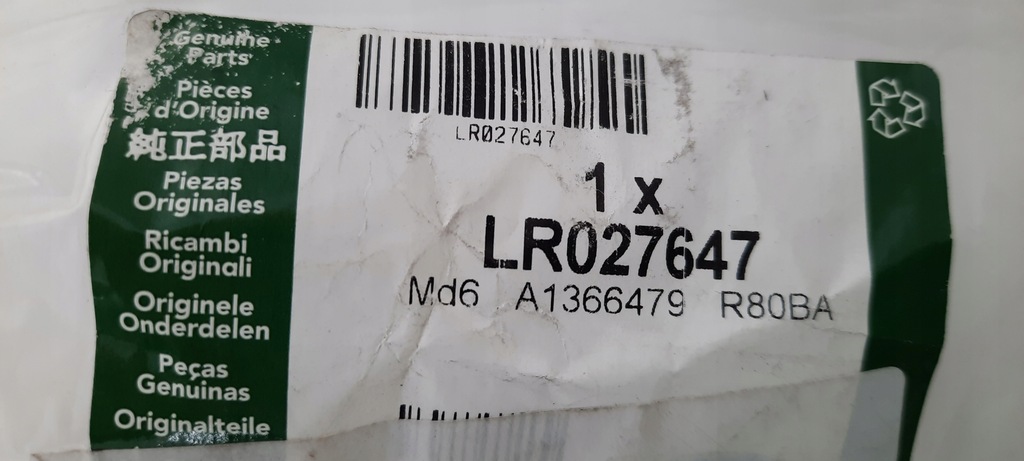 Genuine
Parts
Pièces
d'Origine
純正部品
Piezas
Originales
Ricambi
Originali
Originele
Onderdelen
Peças
Genuinas
Originalteile
LR027647
1 x
LR027647
Md6 A1366479 R80BA